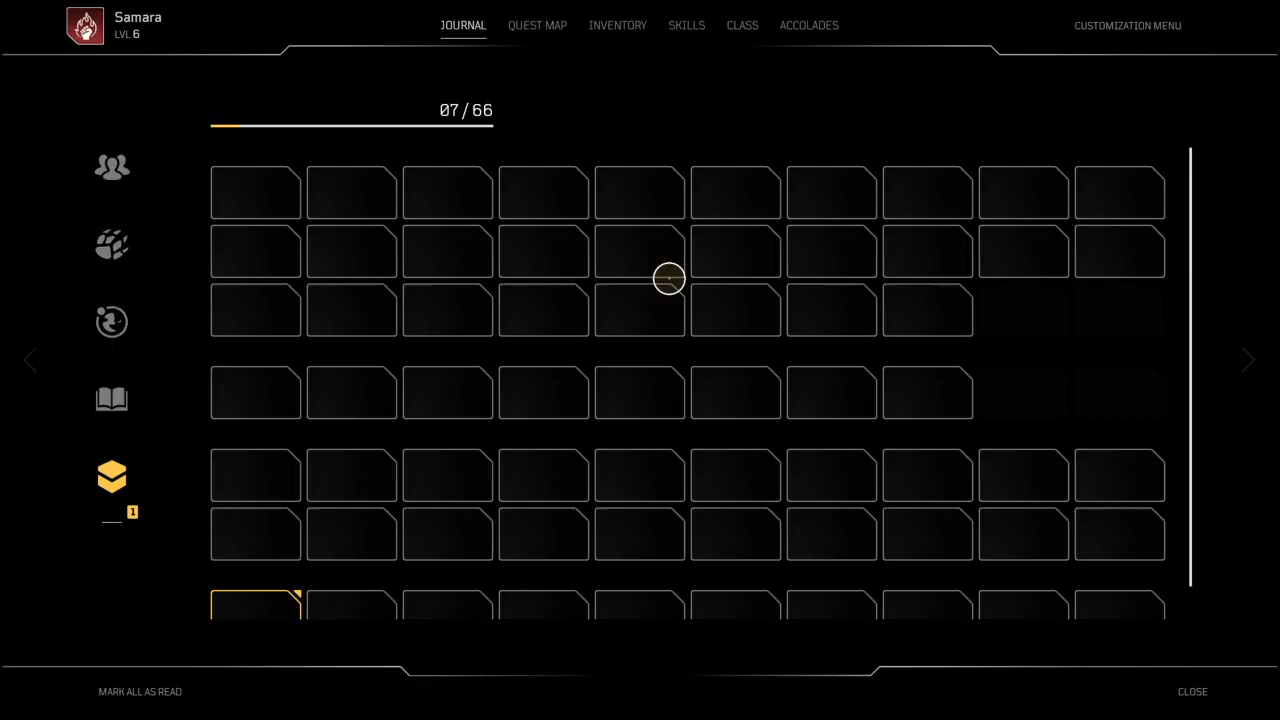 Samara
LVL 6
JOURNAL
QUEST MAP
INVENTORY
SKILLS
CLASS
ACCOLADES
CUSTOMIZATION MENU
07 / 66
1
MARK ALL AS READ
CLOSE